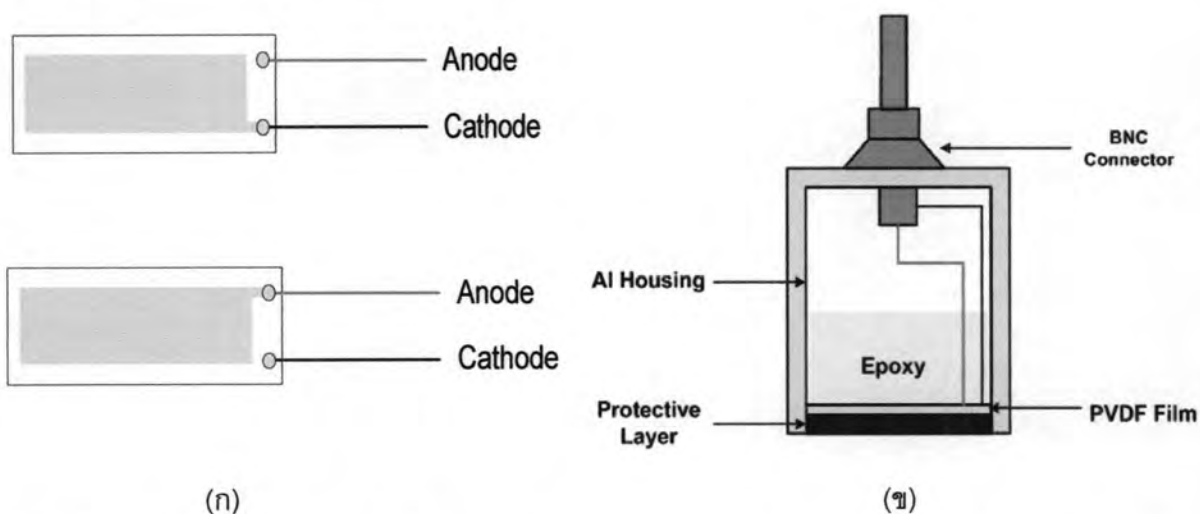 Anode
Cathode
Anode
Cathode
(ก)
BNC
Connector
Al Housing
Epoxy
Protective
Layer
PVDF Film
(ข)